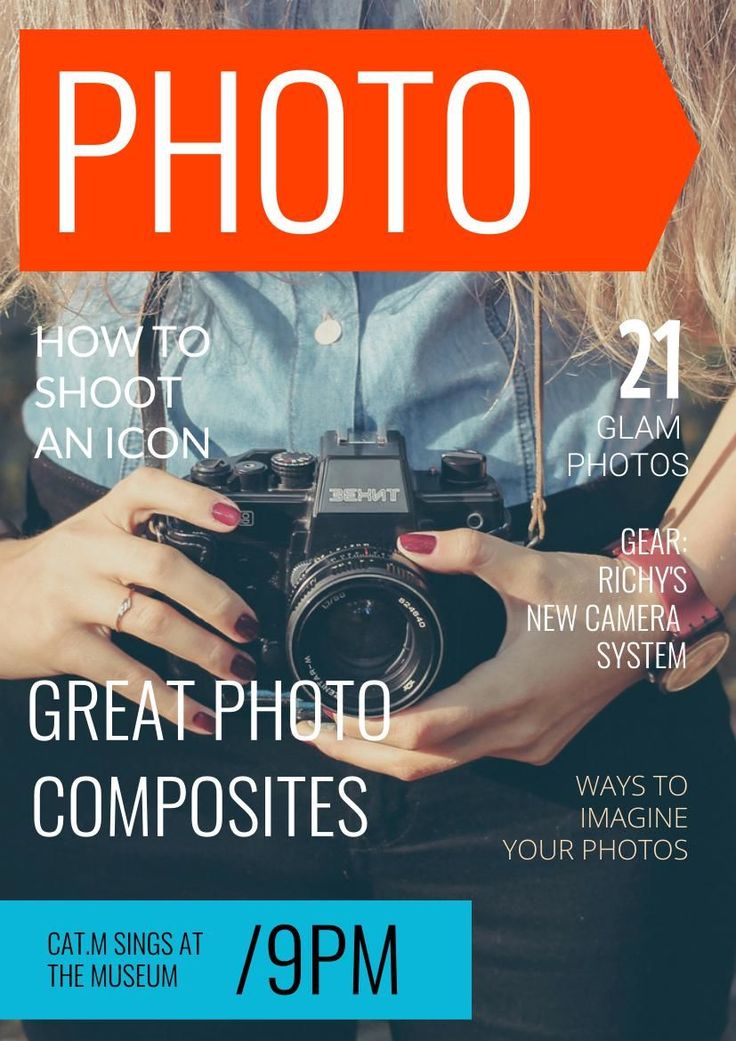 PHOTO
HOW TO
SHOOT
AN ICON
21
GLAM
PHOTOS
ЗЕНИТ
GEAR:
RICHY'S
NEW CAMERA
SYSTEM
824640
GREAT PHOTO
COMPOSITES
WAYS TO
IMAGINE
YOUR PHOTOS
CAT.M SINGS AT
THE MUSEUM
/9PM